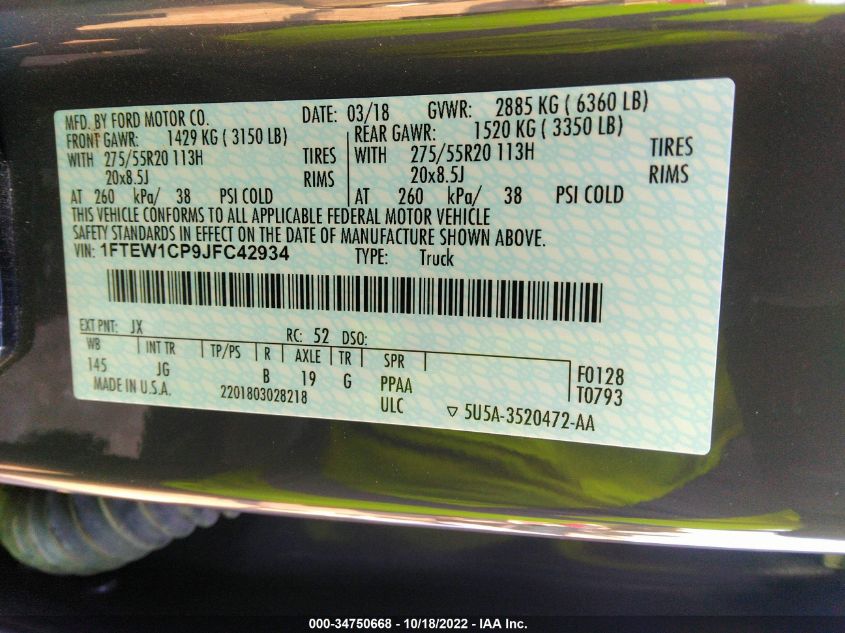 MFD. BY FORD MOTOR CO. DATE: 03/18 GVWR: 2885 KG ( 6360 LB)
FRONT GAWR: 1429 KG ( 3150 LB) REAR GAWR: 1520 KG ( 3350 LB)
WITH 275/55R20 113H TIRES WITH 275/55R20 113H TIRES
20x8.5J RIMS 20x8.5J RIMS
AT 260 kPa/ 38 PSI COLD AT 260 kPa/ 38 PSI COLD
THIS VEHICLE CONFORMS TO ALL APPLICABLE FEDERAL MOTOR VEHICLE
SAFETY STANDARDS IN EFFECT ON THE DATE OF MANUFACTURE SHOWN ABOVE.
VIN: 1FTEW1CP9JFC42934 TYPE: Truck
EXT PNT: JX RC: 52 DSO:
WB INT TR TP/PS R AXLE TR SPR
145 JG B 19 G PPAA F0128
MADE IN U.S.A. 2201803028218 ULC T0793
▽ 5U5A-3520472-AA
000-34750668 - 10/18/2022 - IAA Inc.